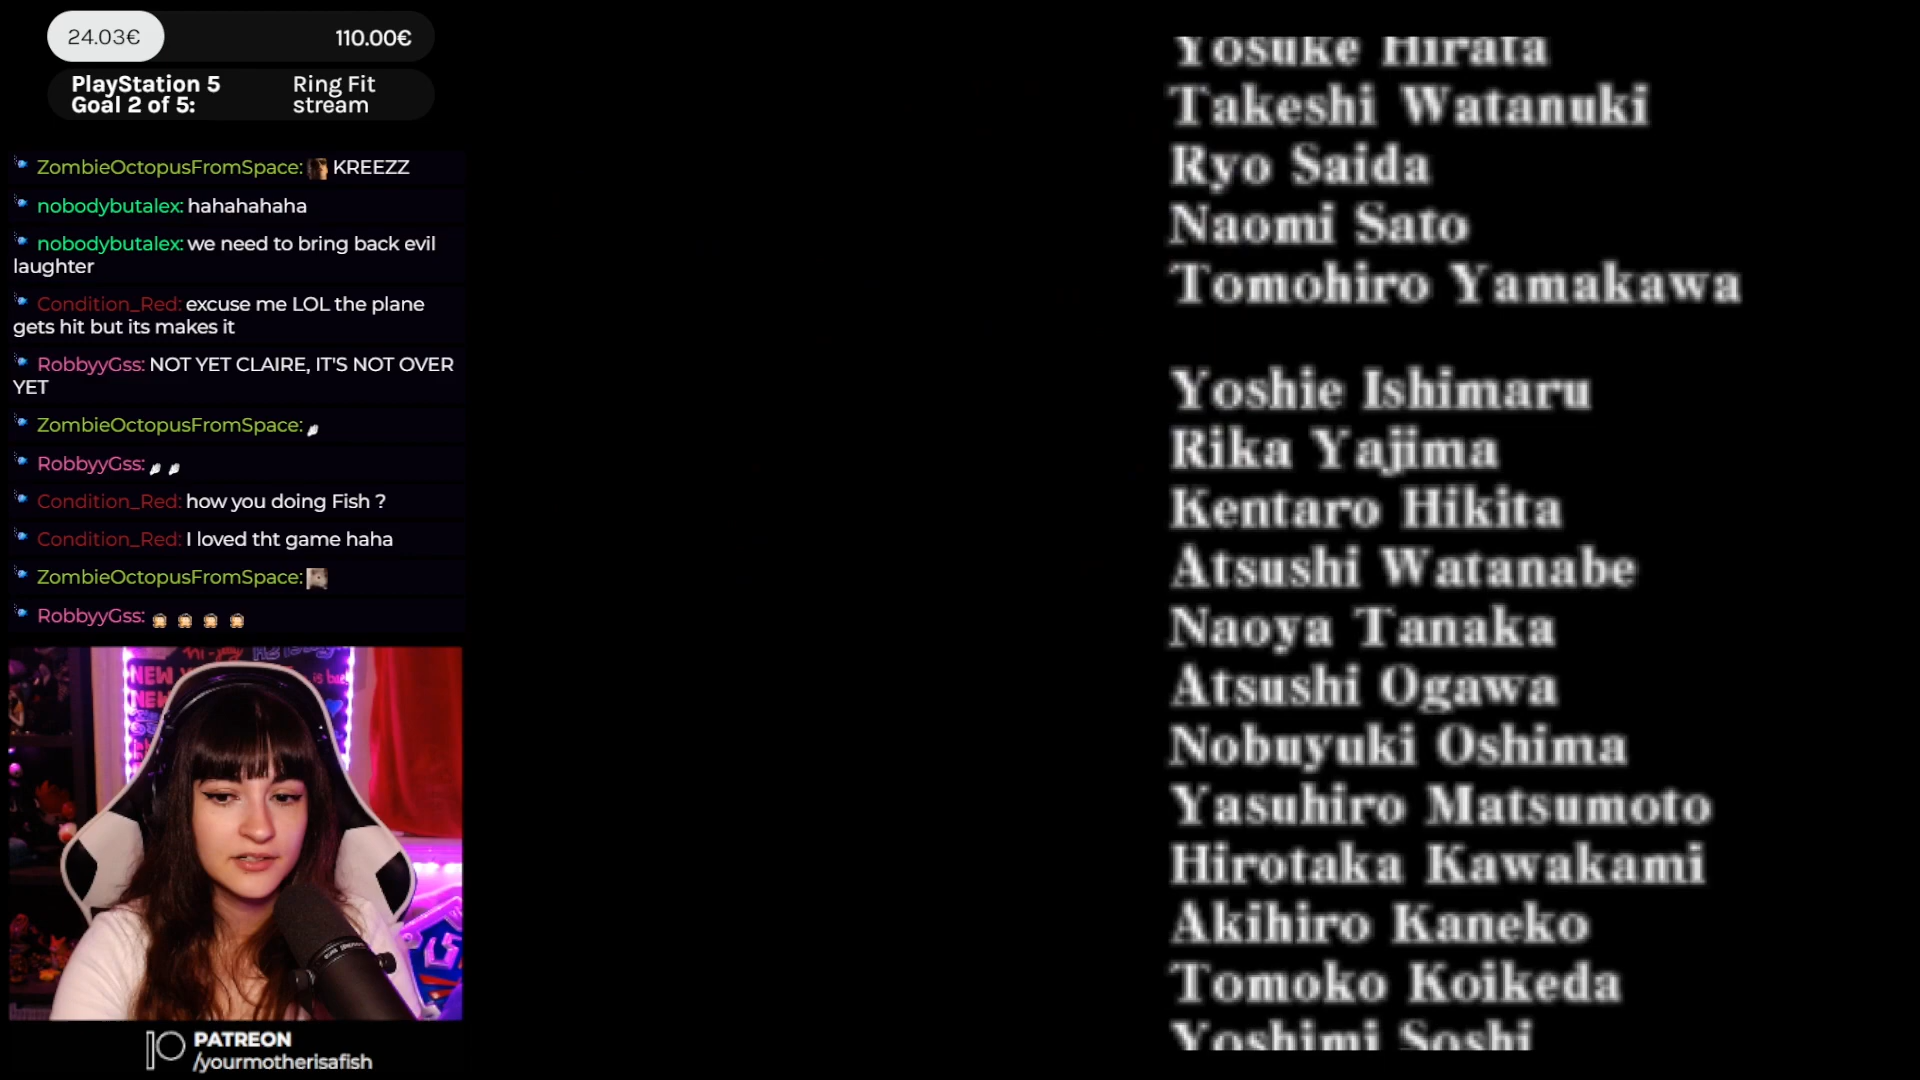 24.03€ 110.00€
PlayStation 5
Goal 2 of 5:
Ring Fit
stream
ZombieOctopusFromSpace: KREEZZ
nobodybutalex: hahahahaha
nobodybutalex: we need to bring back evil
laughter
Condition_Red: excuse me LOL the plane
gets hit but its makes it
RobbyyGss: NOT YET CLAIRE, IT'S NOT OVER
YET
ZombieOctopusFromSpace:
RobbyyGss:
Condition_Red: how you doing Fish ?
Condition_Red: I loved tht game haha
ZombieOctopusFromSpace:
RobbyyGss:
NEW
NEW
is but
PATREON
/yourmotherisafish
Yosuke Hirata
Takeshi Watanuki
Ryo Saida
Naomi Sato
Tomohiro Yamakawa
Yoshie Ishimaru
Rika Yajima
Kentaro Hikita
Atsushi Watanabe
Naoya Tanaka
Atsushi Ogawa
Nobuyuki Oshima
Yasuhiro Matsumoto
Hirotaka Kawakami
Akihiro Kaneko
Tomoko Koikeda
Yoshimi Soshi